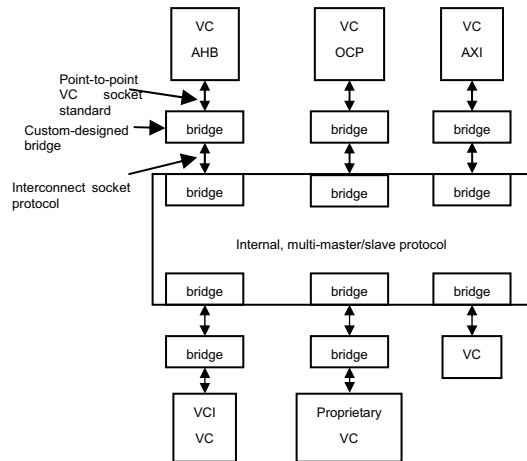 VC
AHB
VC
OCP
VC
AXI
Point-to-point
VC socket
standard
Custom-designed
bridge
bridge
bridge
bridge
Interconnect socket
protocol
bridge
bridge
bridge
Internal, multi-master/slave protocol
bridge
bridge
bridge
bridge
bridge
VC
VCI
VC
Proprietary
VC